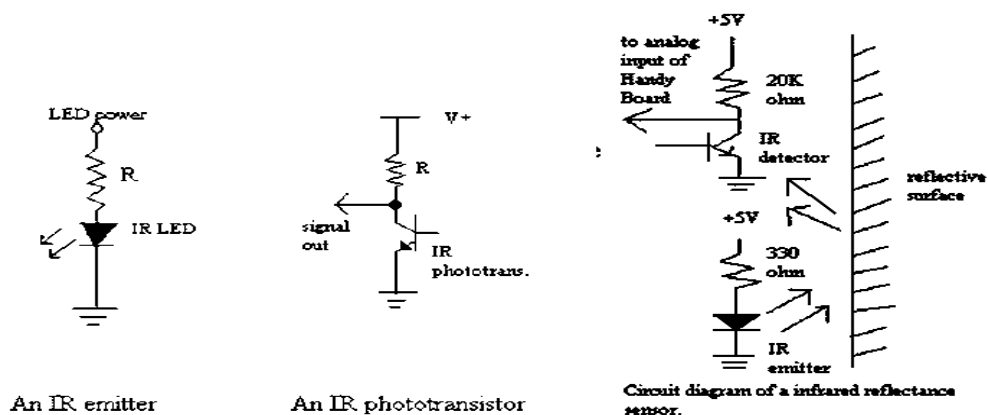 LED power
R
IR LED
An IR emitter
V+
R
signal
out
IR
phototrans.
An IR phototransistor
+5V
to analog
input of
Handy
Board
20K
ohm
e
IR
detector
reflective
surface
+5V
330
ohm
IR
emitter
Circuit diagram of a infrared reflectance
sensor.